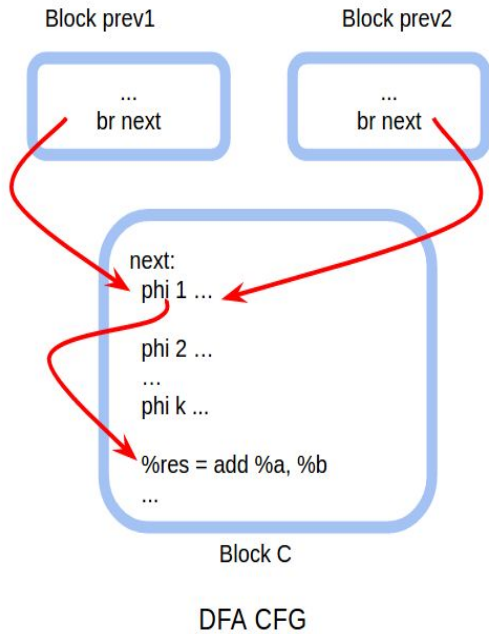 Block prev1
Block prev2
...
br next
...
br next
next:
phi 1 ...
phi 2 ...
...
phi k ...
%res = add %a, %b
...
Block C
DFA CFG